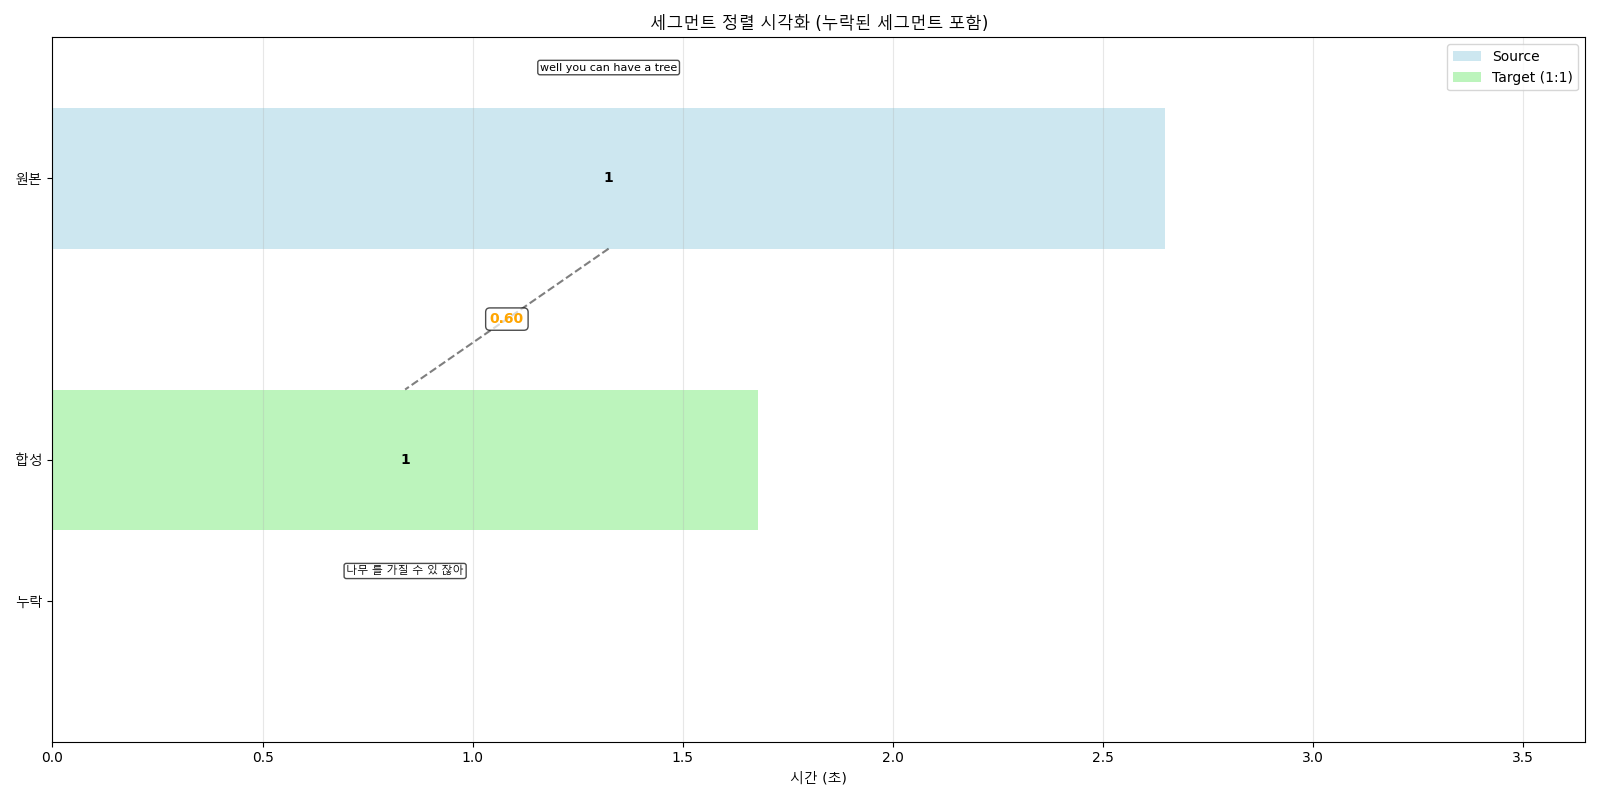 세그먼트 정렬 시각화 (누락된 세그먼트 포함)
Source
Target (1:1)
well you can have a tree
원본
1
0.60
합성
1
나무 를 가질 수 있 잖아
누락
0.0 0.5 1.0 1.5 2.0 2.5 3.0 3.5
시간 (초)